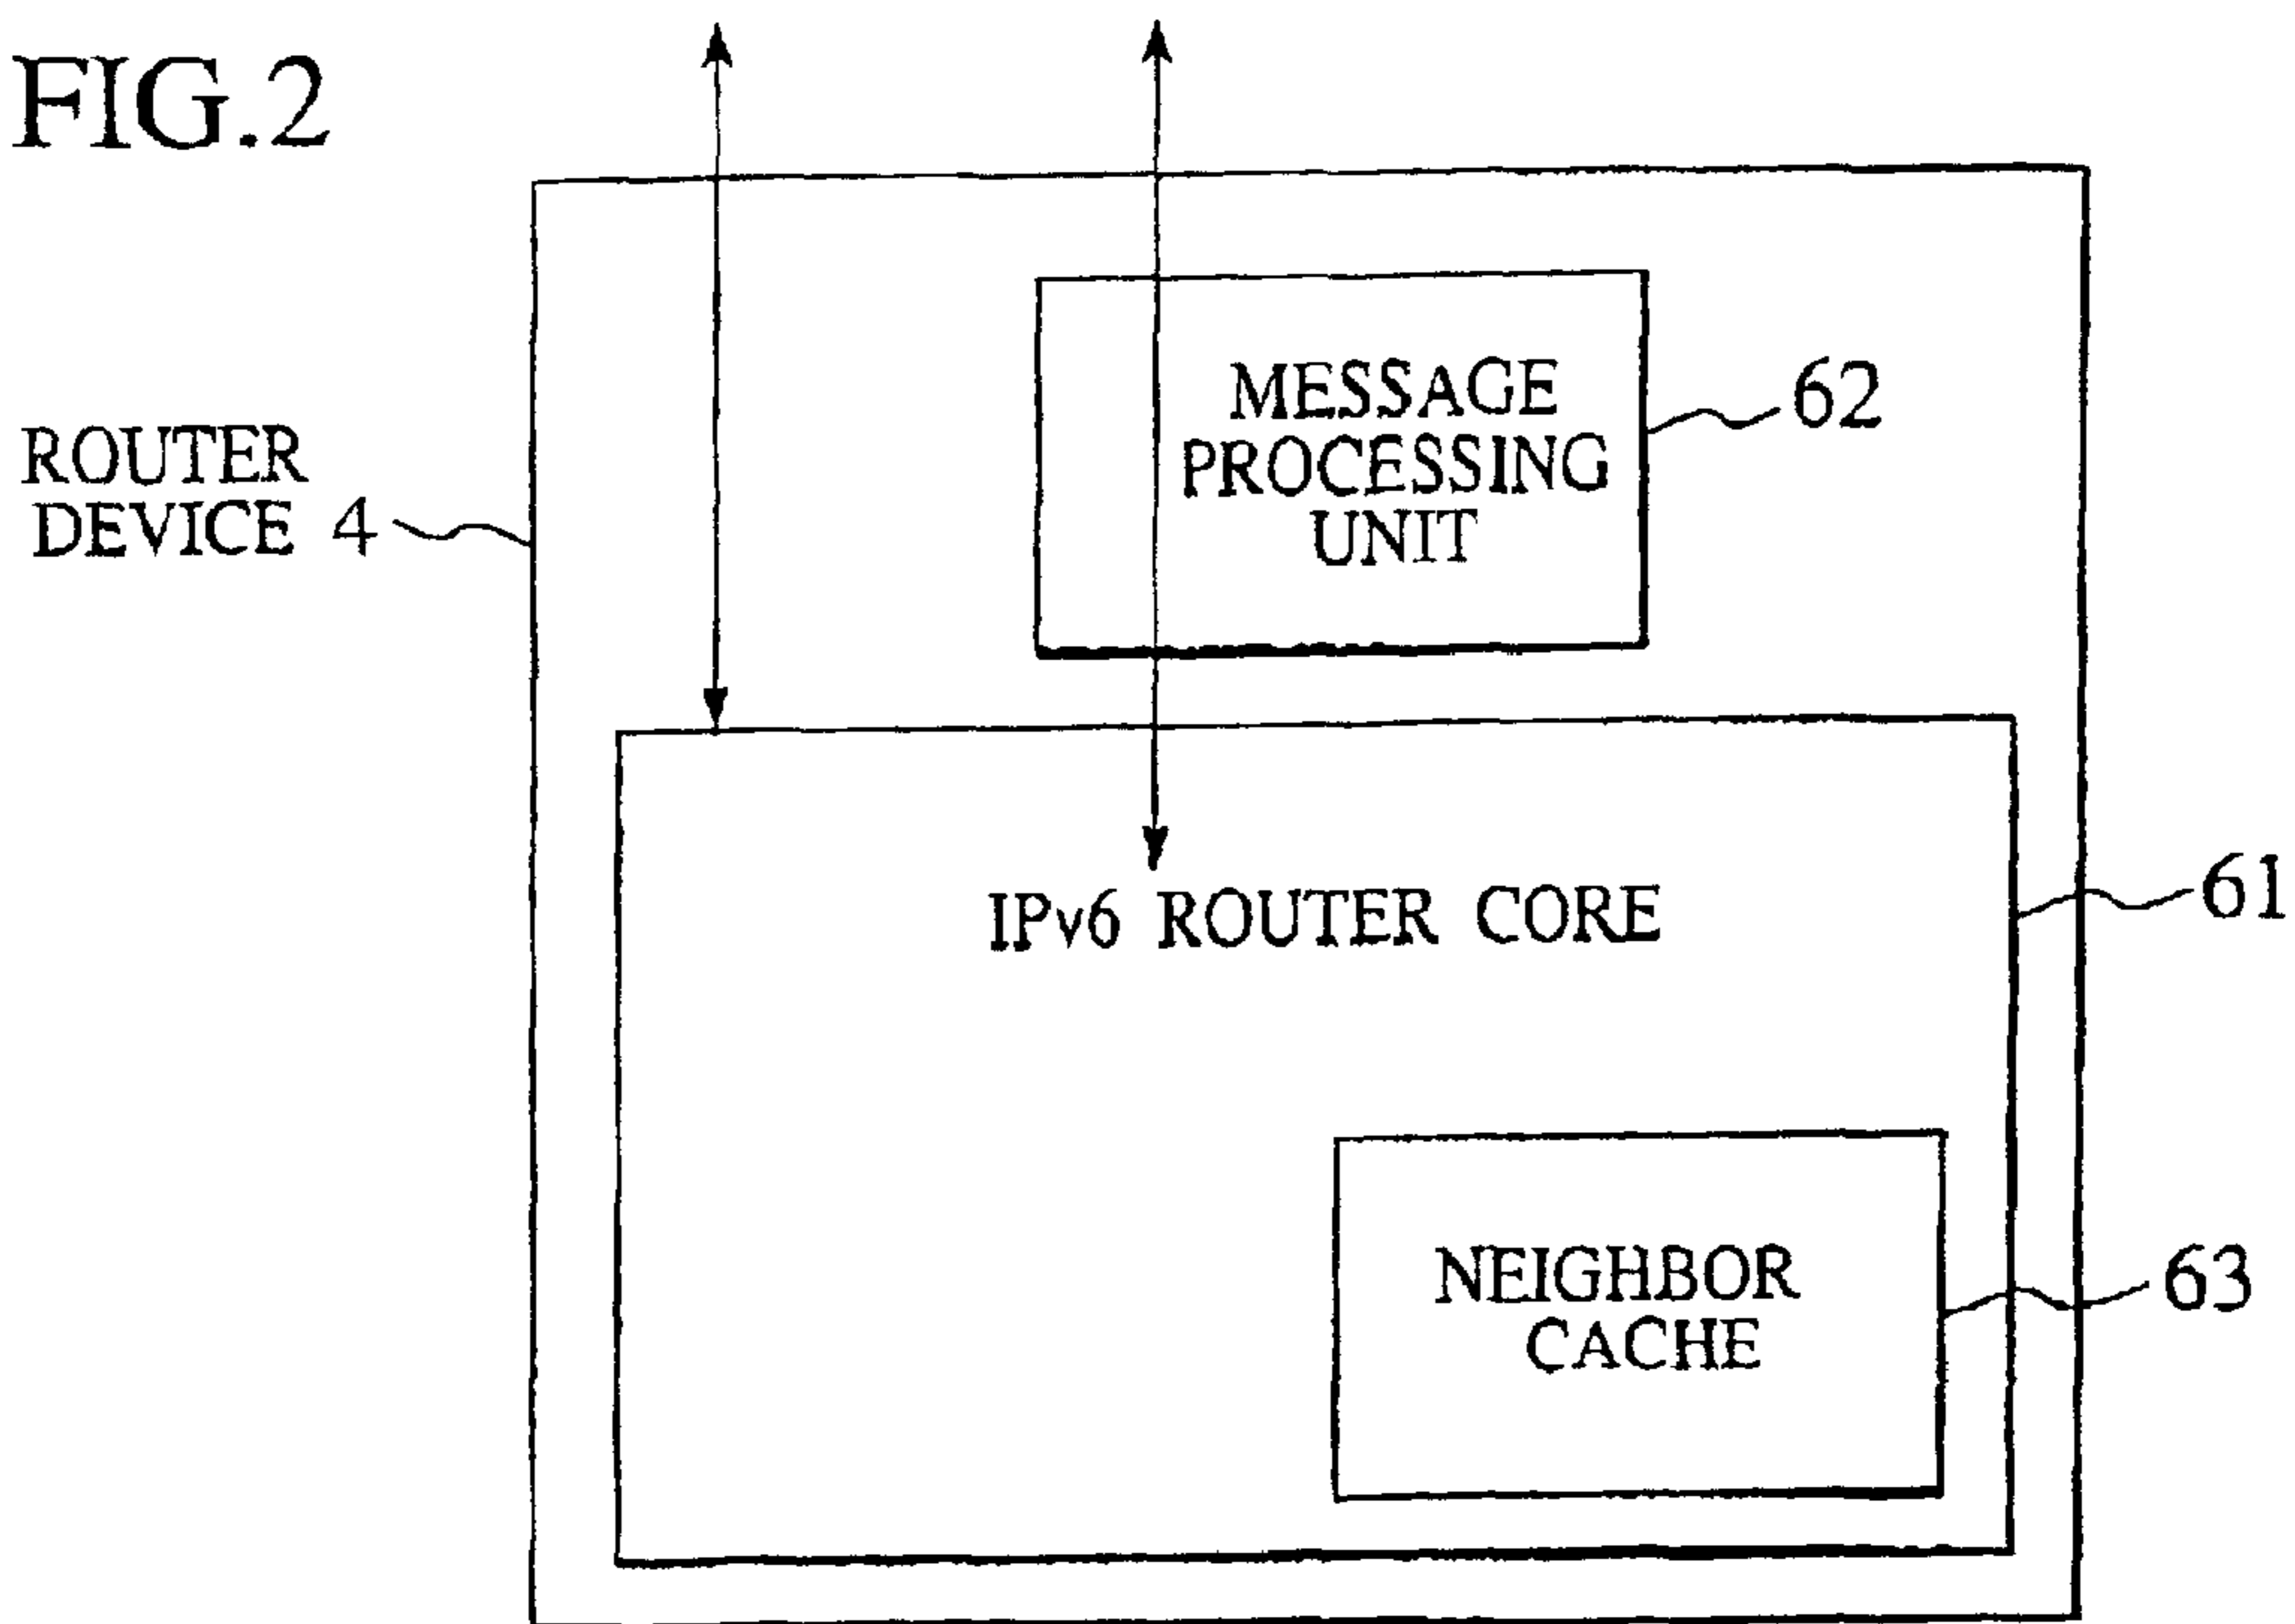 FIG.2
ROUTER
DEVICE 4
MESSAGE
PROCESSING
UNIT
62
IPv6 ROUTER CORE
61
NEIGHBOR
CACHE
63